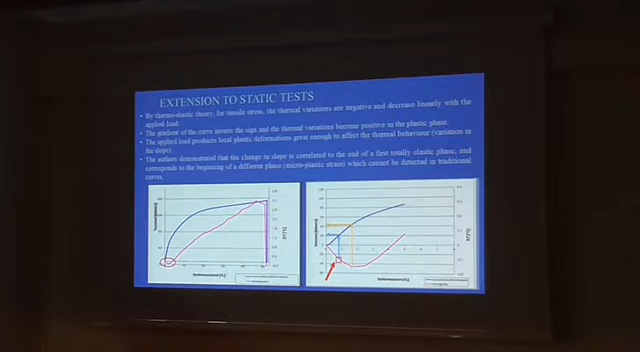 EXTENSION TO STATIC TESTS
• By thermo-elastic theory, for tensile stress, the thermal variations are negative and decrease linearly with the
applied load.
• The gradient of the curve inverts the sign and the thermal variations become positive in the plastic phase.
• The applied load produces local plastic deformations great enough to affect the thermal behaviour (variation in
the slope)
• The authors demonstrated that the change in slope is correlated to the end of a first totally elastic phase, and
corresponds to the beginning of a different phase (micro-plastic strain) which cannot be detected in traditional
curves.